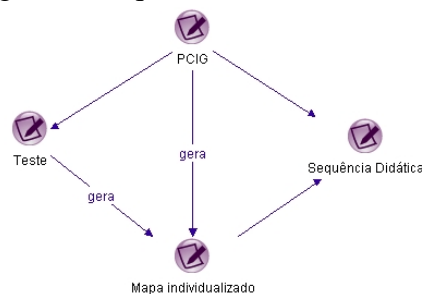 PCIG
Teste
gera
Sequência Didática
gera
Mapa individualizado